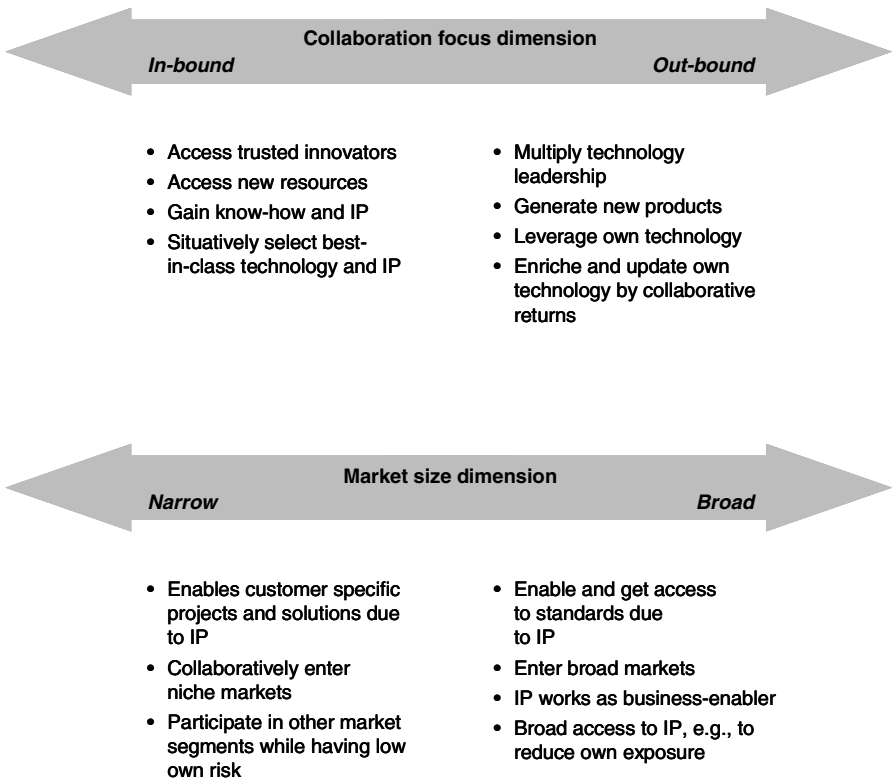 Collaboration focus dimension
In-bound
Out-bound
• Access trusted innovators
• Access new resources
• Gain know-how and IP
• Situatively select best-
in-class technology and IP
• Multiply technology
leadership
• Generate new products
• Leverage own technology
• Enriche and update own
technology by collaborative
returns
Market size dimension
Narrow
Broad
• Enables customer specific
projects and solutions due
to IP
• Collaboratively enter
niche markets
• Participate in other market
segments while having low
own risk
• Enable and get access
to standards due
to IP
• Enter broad markets
• IP works as business-enabler
• Broad access to IP, e.g., to
reduce own exposure